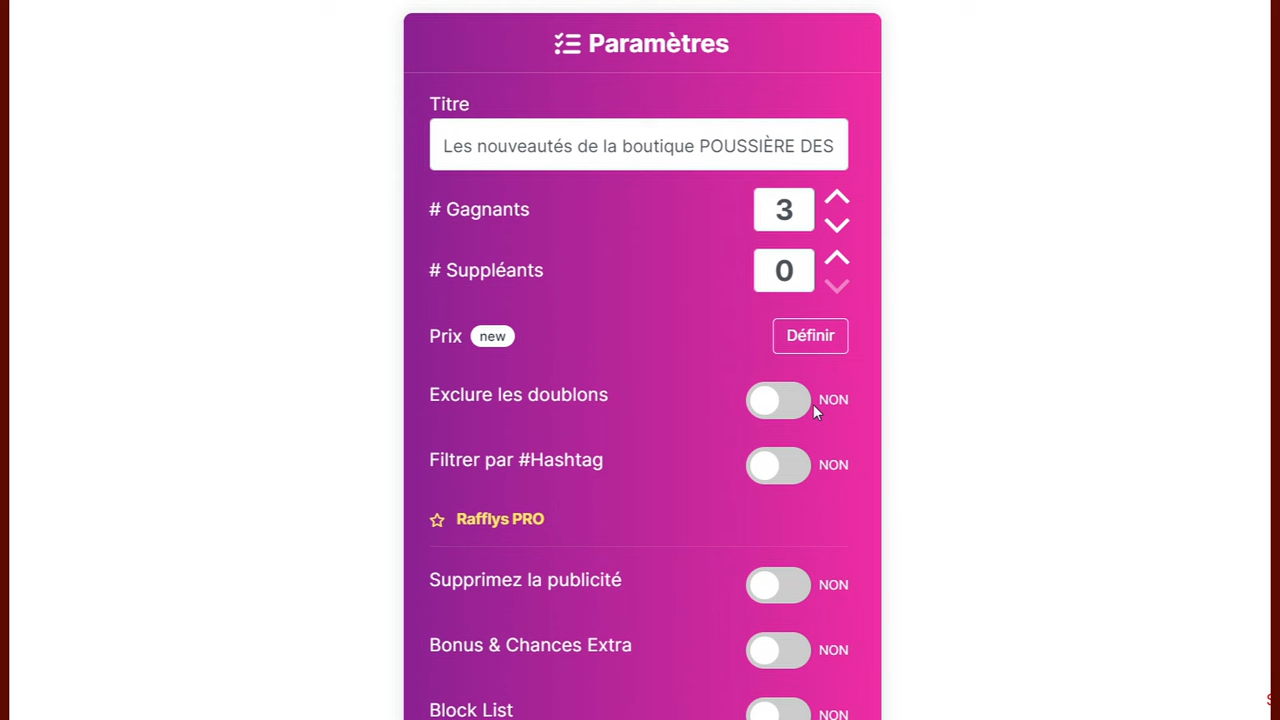 Paramètres
Titre
Les nouveautés de la boutique POUSSIÈRE DES
# Gagnants 3
# Suppléants 0
Prix new Définir
Exclure les doublons NON
Filtrer par #Hashtag NON
Rafflys PRO
Supprimez la publicité NON
Bonus & Chances Extra NON
Block List NON